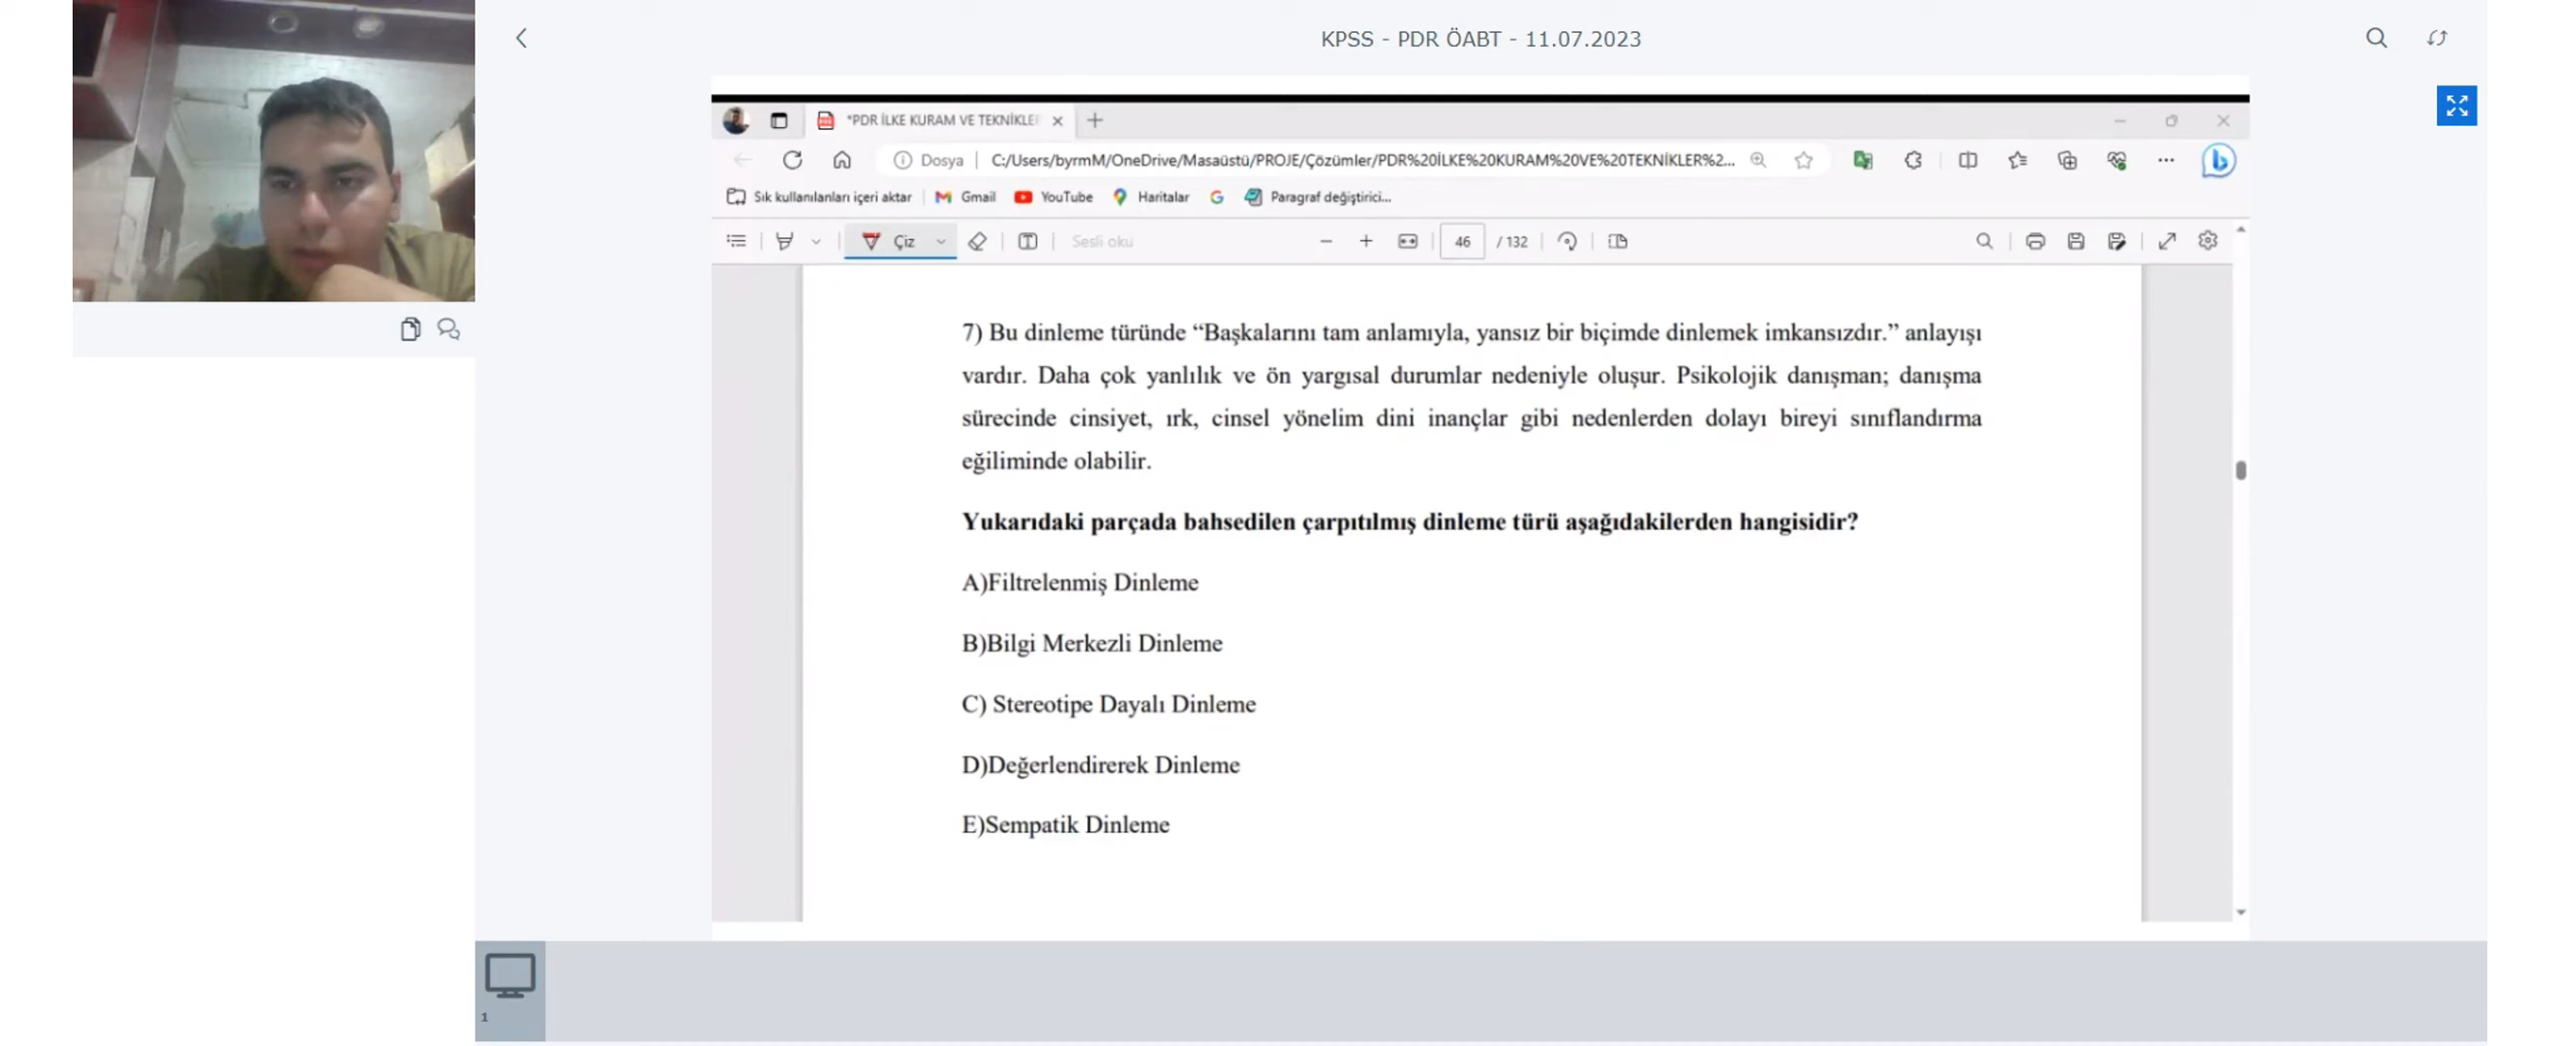 KPSS - PDR ÖABT - 11.07.2023
*PDR İLKE KURAM VE TEKNİKLE
Dosya | C:/Users/byrmM/OneDrive/Masaüstü/PROJE/Çözümler/PDR%20İLKE%20KURAM%20VE%20TEKNİKLER%2...
Sık kullanılanları içeri aktar Gmail YouTube Haritalar Paragraf değiştirici...
Çiz Sesli oku 46 / 132
7) Bu dinleme türünde “Başkalarını tam anlamıyla, yansız bir biçimde dinlemek imkansızdır.” anlayışı
vardır. Daha çok yanlılık ve ön yargısal durumlar nedeniyle oluşur. Psikolojik danışman; danışma
sürecinde cinsiyet, ırk, cinsel yönelim dini inançlar gibi nedenlerden dolayı bireyi sınıflandırma
eğiliminde olabilir.
Yukarıdaki parçada bahsedilen çarpıtılmış dinleme türü aşağıdakilerden hangisidir?
A)Filtrelenmiş Dinleme
B)Bilgi Merkezli Dinleme
C) Stereotipe Dayalı Dinleme
D)Değerlendirerek Dinleme
E)Sempatik Dinleme
1